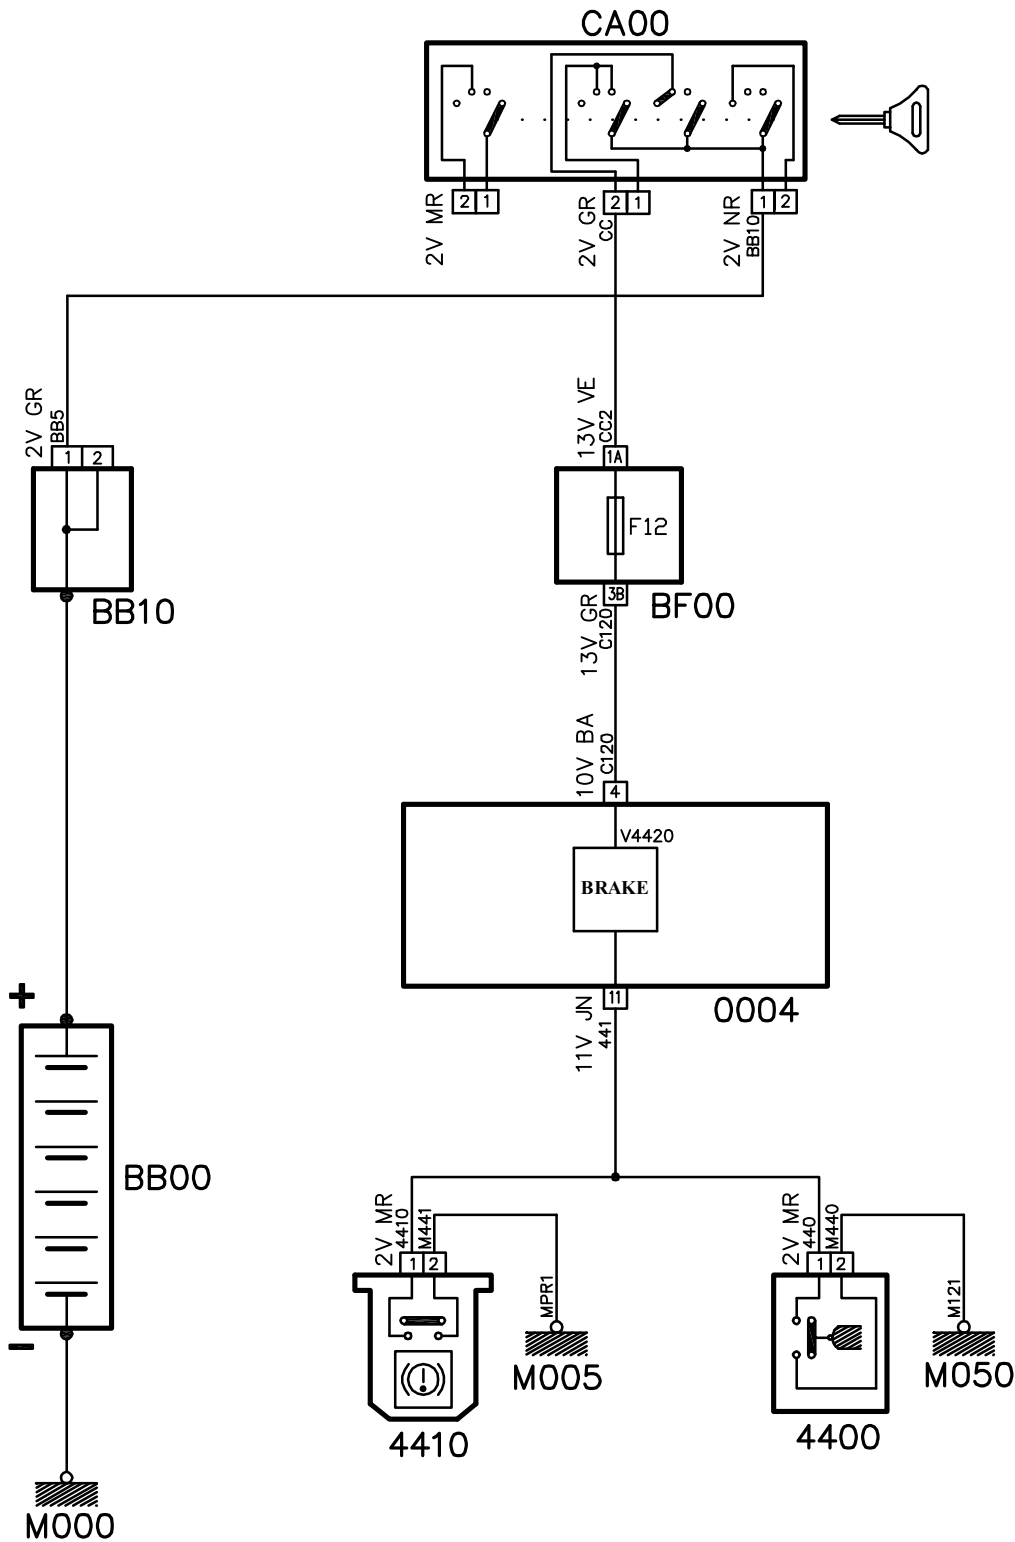 CA00
2 1
2 1
1 2
2V MR
2V GR
CC
2V NR
BB10
2V GR
BB5
1 2
BB10
13V VE
CC2
1A
F12
3B
BF00
13V GR
C120
10V BA
C120
4
V4420
BRAKE
11
0004
11V JN
441
+
BB00
-
M000
2V MR
4410
M441
1 2
MPR1
M005
4410
2V MR
440
M440
1 2
M121
M050
4400